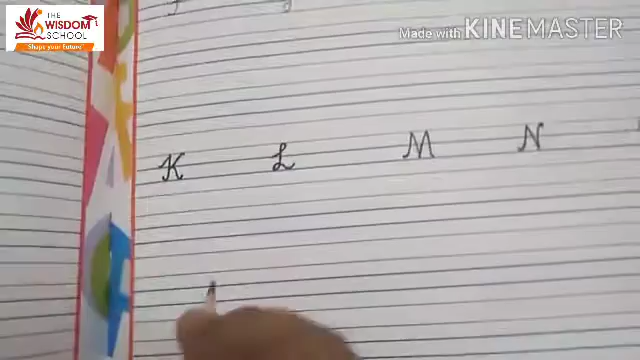 THE
WISDOM
SCHOOL
"Shape your Future"
Made with KINEMASTER
K L M N